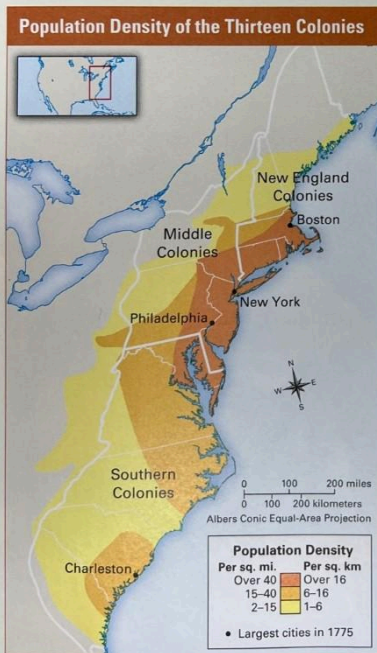 Population Density of the Thirteen Colonies
New England
Colonies
Boston
Middle
Colonies
New York
Philadelphia
N
W E
S
Southern
Colonies
0 100 200 miles
0 100 200 kilometers
Albers Conic Equal-Area Projection
Charleston
Population Density
Per sq. mi. Per sq. km
Over 40 Over 16
15–40 6–16
2–15 1–6
• Largest cities in 1775